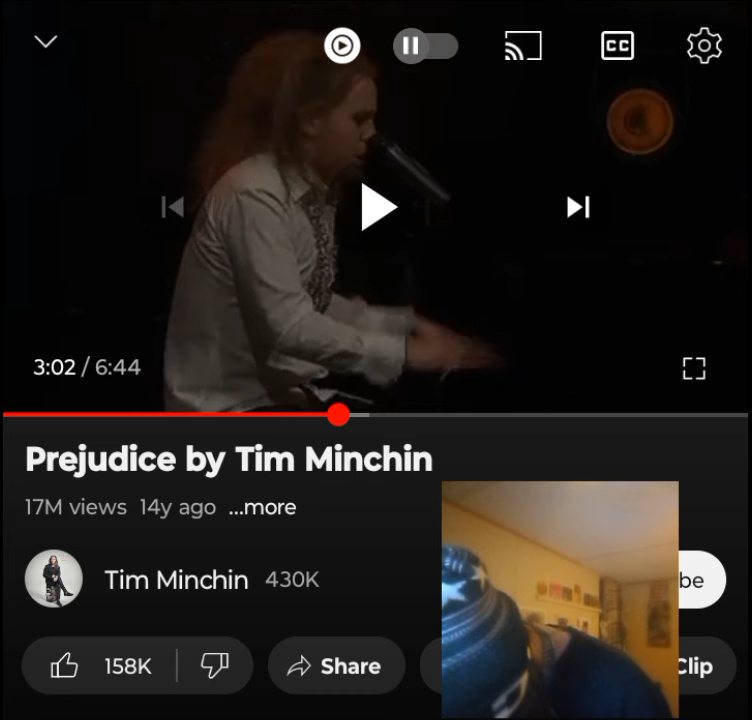 CC
3:02 / 6:44
Prejudice by Tim Minchin
17M views 14y ago ...more
Tim Minchin 430K be
158K Share Clip